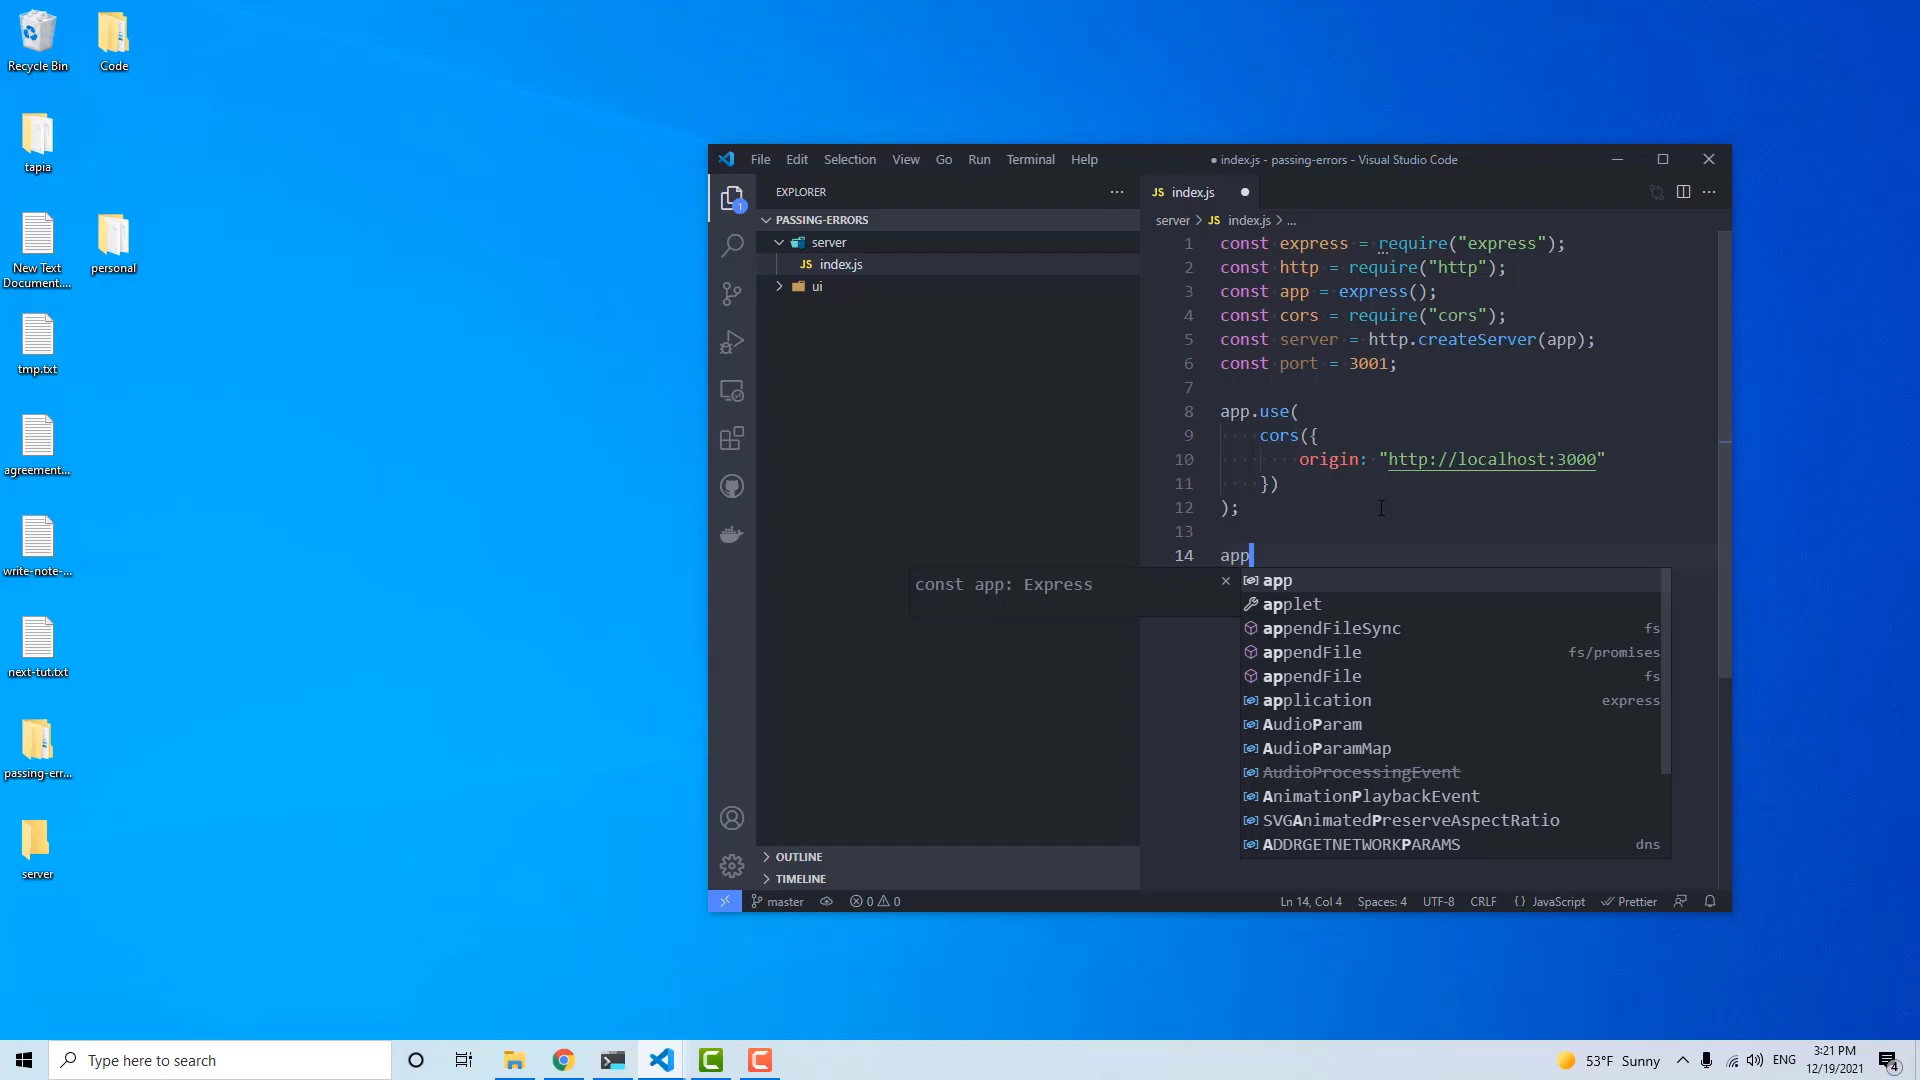 Recycle Bin
Code
tapia
New Text
Document....
personal
tmp.txt
agreement...
write-note-...
next-tut.txt
passing-err...
server
File Edit Selection View Go Run Terminal Help
● index.js - passing-errors - Visual Studio Code
EXPLORER
1
PASSING-ERRORS
server
JS index.js
ui
OUTLINE
TIMELINE
JS index.js
server > JS index.js > ...
1 const express = require("express");
2 const http = require("http");
3 const app = express();
4 const cors = require("cors");
5 const server = http.createServer(app);
6 const port = 3001;
7
8 app.use(
9 cors({
10 origin: "http://localhost:3000"
11 })
12 );
13
14 app
const app: Express
app
applet
appendFileSync fs
appendFile fs/promises
appendFile fs
application express
AudioParam
AudioParamMap
AudioProcessingEvent
AnimationPlaybackEvent
SVGAnimatedPreserveAspectRatio
ADDRGETNETWORKPARAMS dns
master 0 0 Ln 14, Col 4 Spaces: 4 UTF-8 CRLF {} JavaScript Prettier
Type here to search
53°F Sunny ENG
3:21 PM
12/19/2021
4